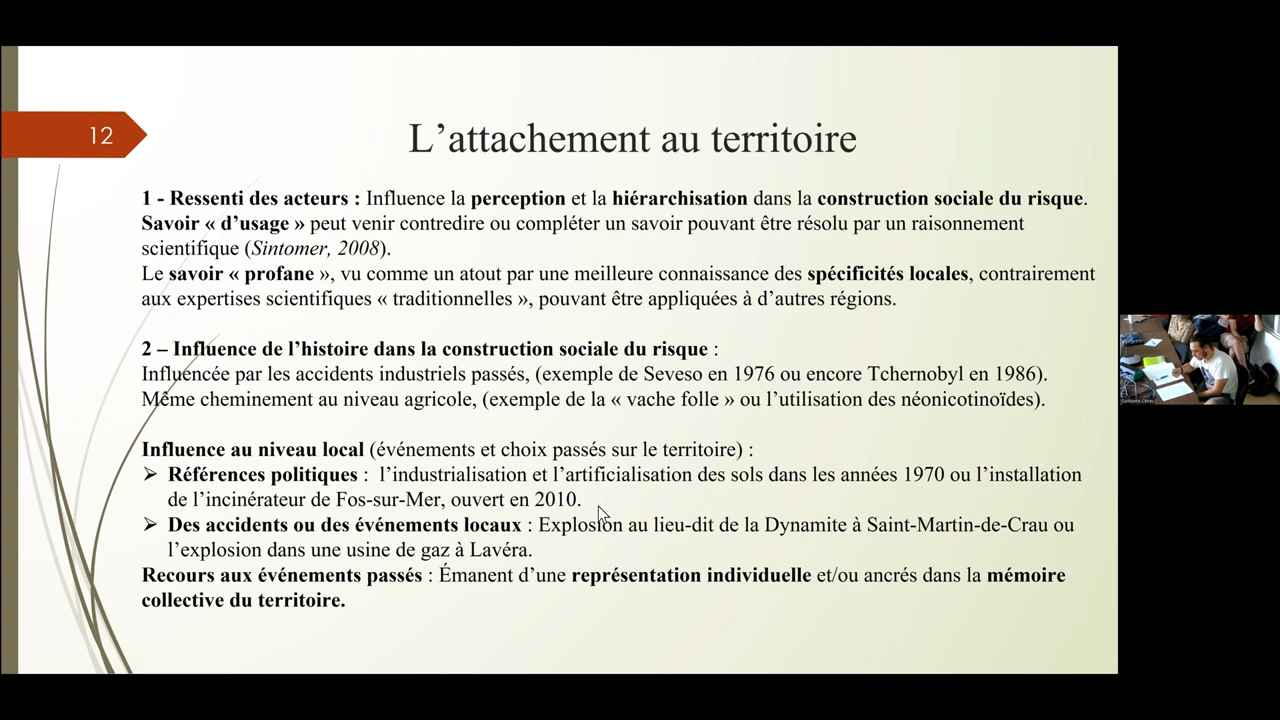 12
L’attachement au territoire
1 - Ressenti des acteurs : Influence la perception et la hiérarchisation dans la construction sociale du risque.
Savoir « d’usage » peut venir contredire ou compléter un savoir pouvant être résolu par un raisonnement
scientifique (Sintomer, 2008).
Le savoir « profane », vu comme un atout par une meilleure connaissance des spécificités locales, contrairement
aux expertises scientifiques « traditionnelles », pouvant être appliquées à d’autres régions.
2 – Influence de l’histoire dans la construction sociale du risque :
Influencée par les accidents industriels passés, (exemple de Seveso en 1976 ou encore Tchernobyl en 1986).
Même cheminement au niveau agricole, (exemple de la « vache folle » ou l’utilisation des néonicotinoïdes).
Influence au niveau local (événements et choix passés sur le territoire) :
➢ Références politiques : l’industrialisation et l’artificialisation des sols dans les années 1970 ou l’installation
de l’incinérateur de Fos-sur-Mer, ouvert en 2010.
➢ Des accidents ou des événements locaux : Explosion au lieu-dit de la Dynamite à Saint-Martin-de-Crau ou
l’explosion dans une usine de gaz à Lavéra.
Recours aux événements passés : Émanent d’une représentation individuelle et/ou ancrés dans la mémoire
collective du territoire.